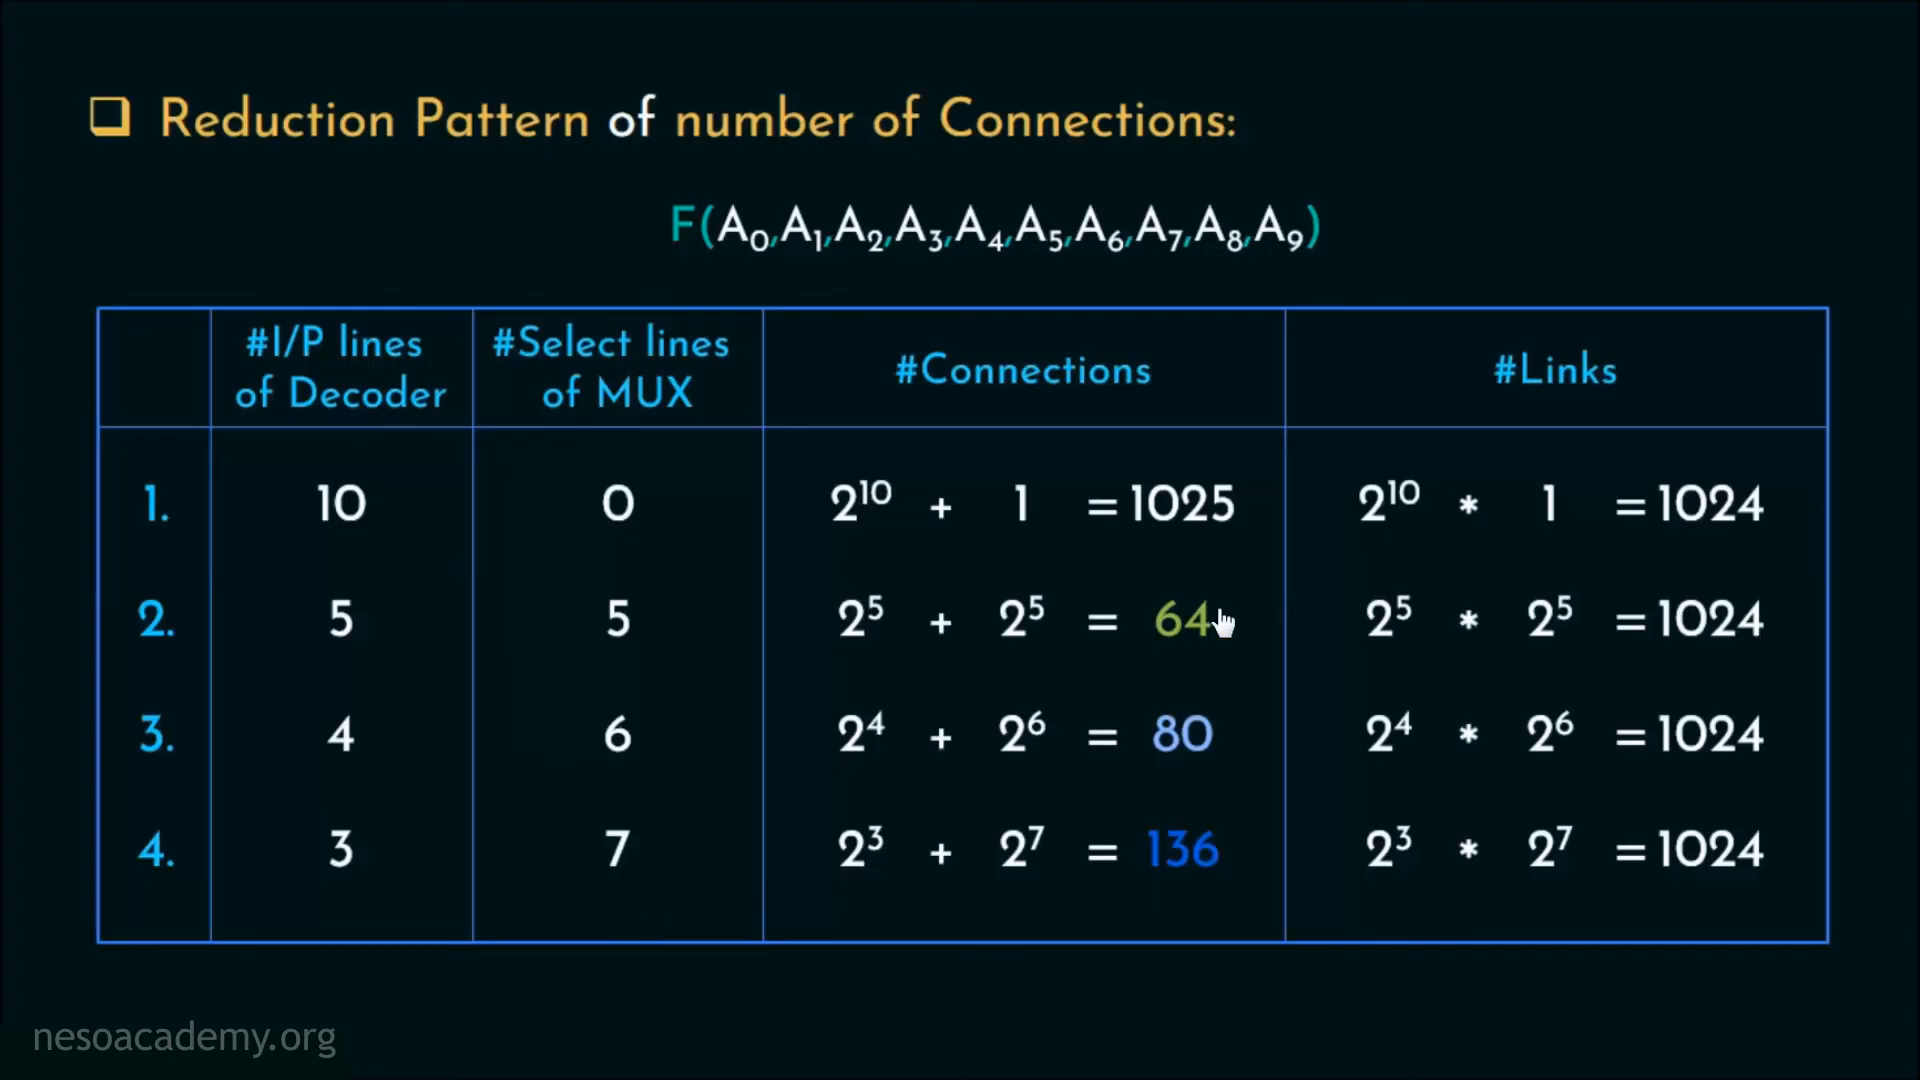 ❑ Reduction Pattern of number of Connections:
F(A₀,A₁,A₂,A₃,A₄,A₅,A₆,A₇,A₈,A₉)
#I/P lines of Decoder #Select lines of MUX #Connections #Links
1. 10 0 2¹⁰ + 1 = 1025 2¹⁰ * 1 = 1024
2. 5 5 2⁵ + 2⁵ = 64 2⁵ * 2⁵ = 1024
3. 4 6 2⁴ + 2⁶ = 80 2⁴ * 2⁶ = 1024
4. 3 7 2³ + 2⁷ = 136 2³ * 2⁷ = 1024
nesoacademy.org